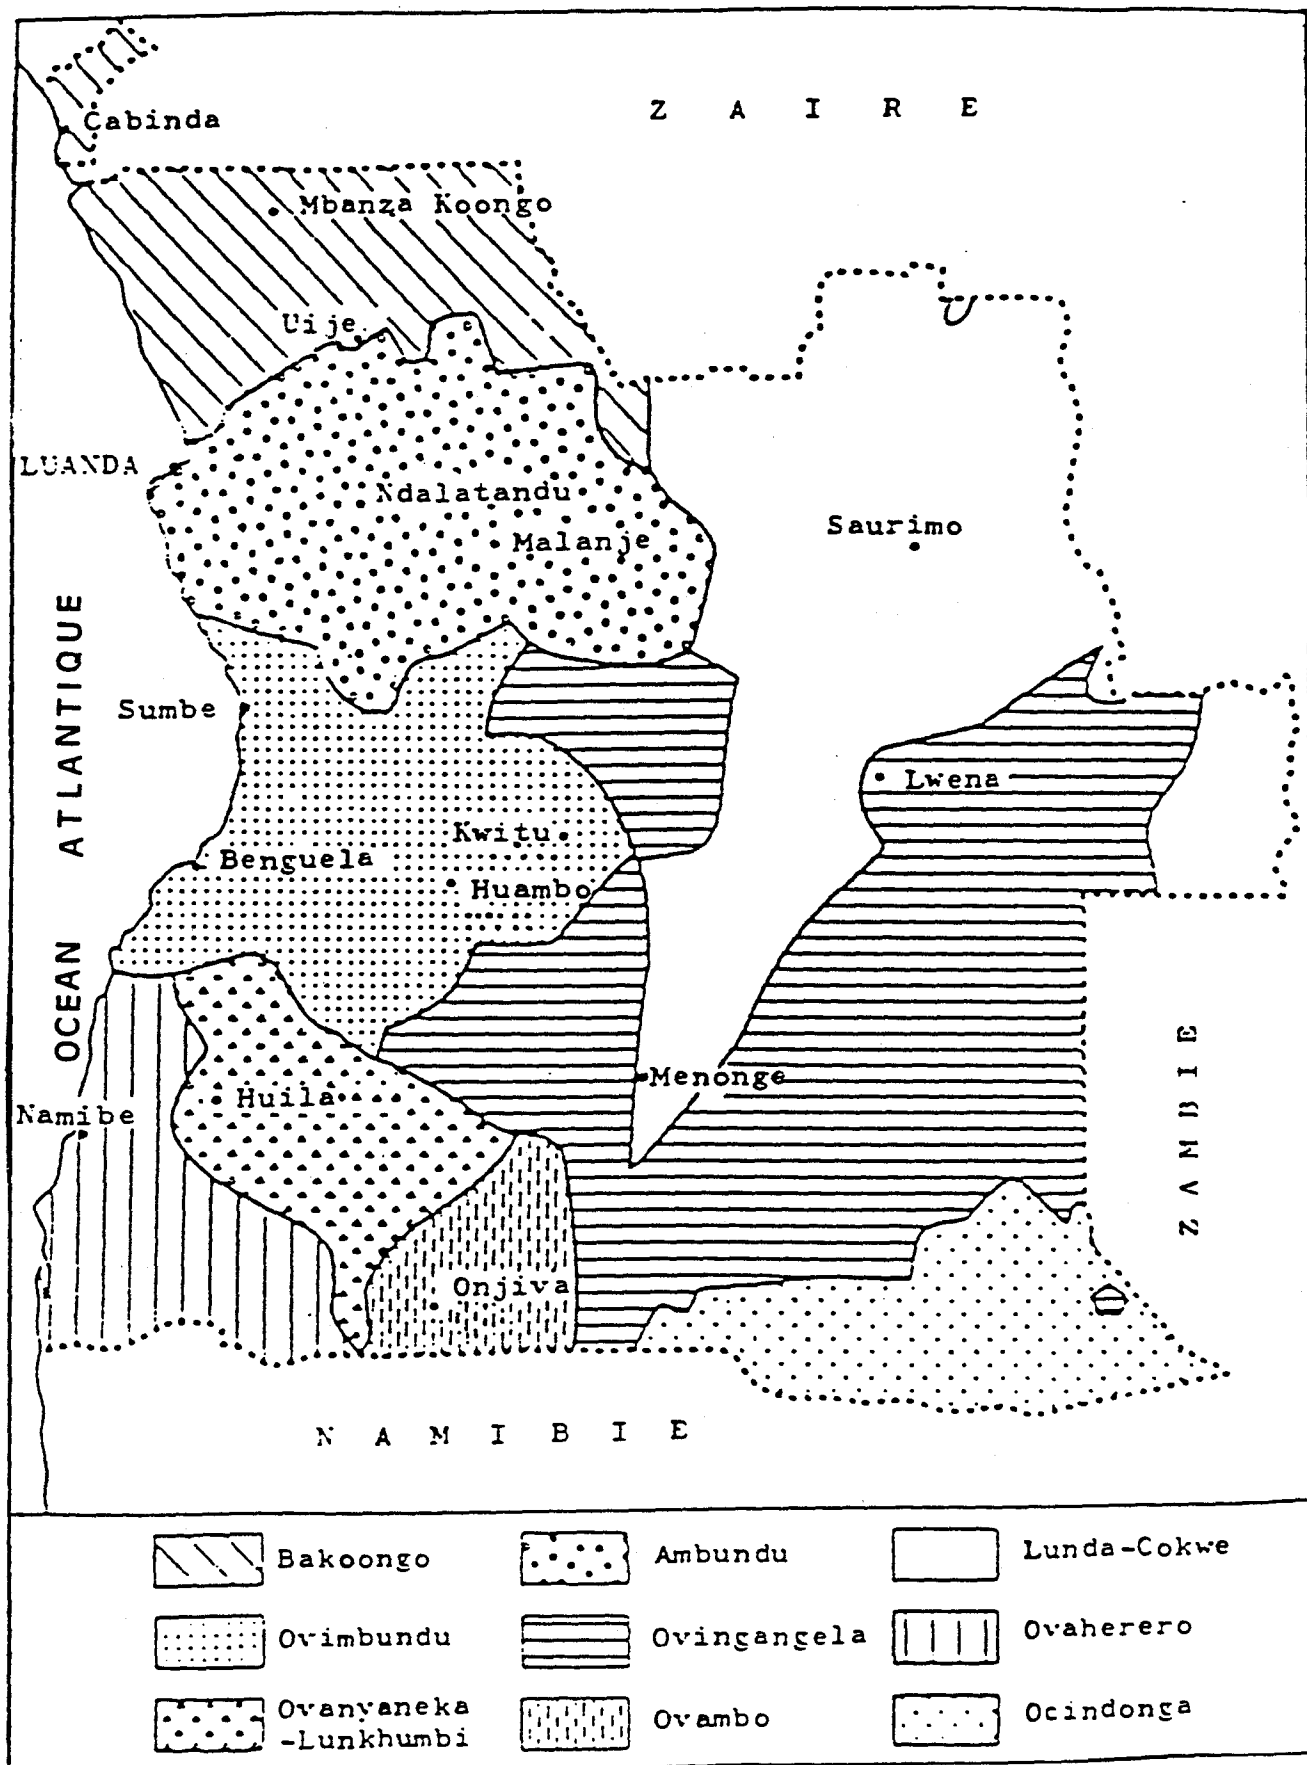 Cabinda
Z A I R E
Mbanza Koongo
Uije
LUANDA
Ndalatandu
Malanje
Saurimo
OCEAN ATLANTIQUE
Sumbe
Lwena
Kwitu
Benguela
Huambo
Menonge
Huila
Namibe
ZAMBIE
Onjiva
N A M I B I E
Bakoongo
Ambundu
Lunda-Cokwe
Ovimbundu
Ovingangela
Ovaherero
Ovanyaneka
-Lunkhumbi
Ovambo
Ocindonga